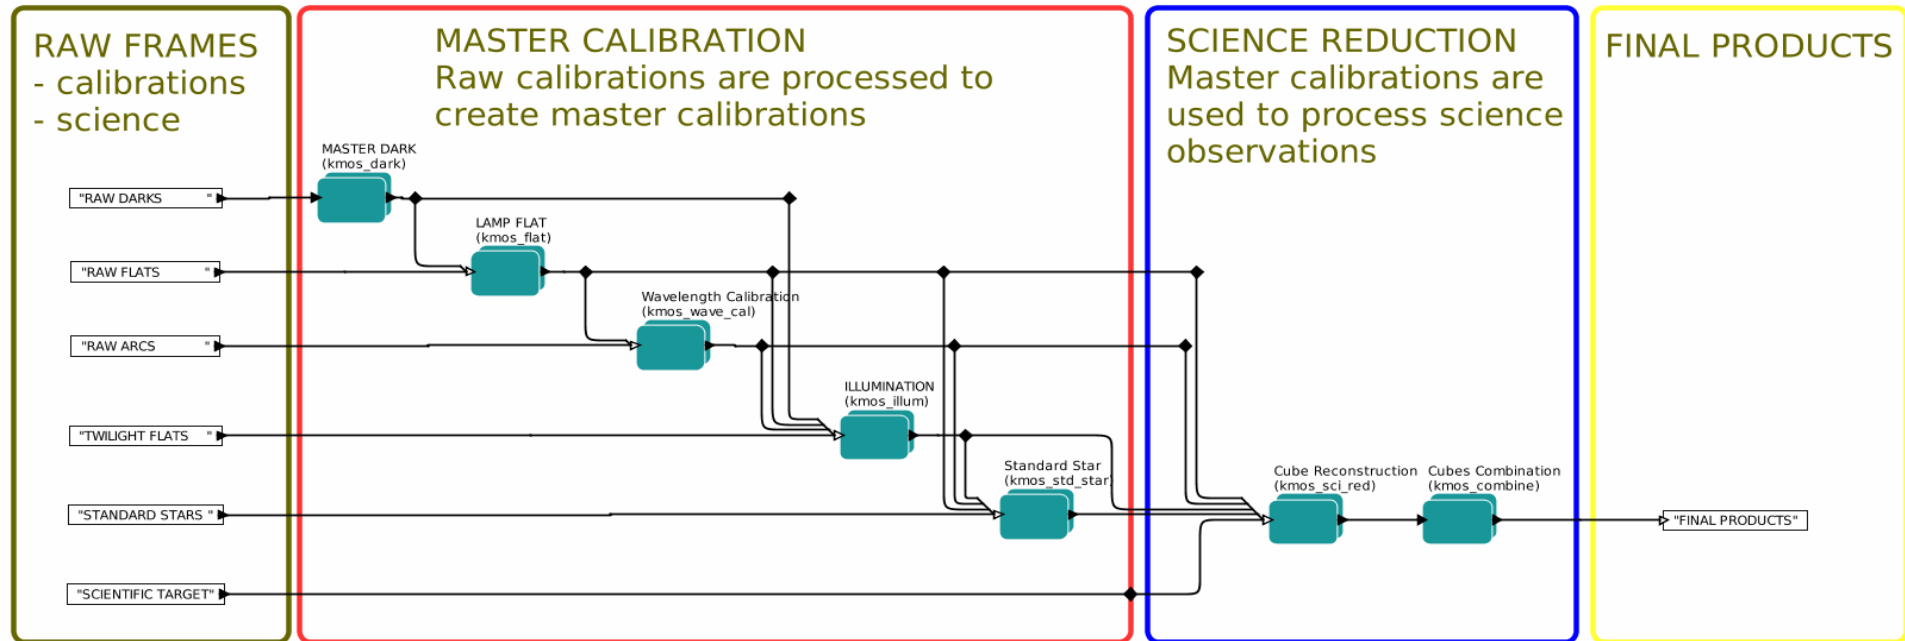 RAW FRAMES
- calibrations
- science
MASTER CALIBRATION
Raw calibrations are processed to
create master calibrations
SCIENCE REDUCTION
Master calibrations are
used to process science
observations
FINAL PRODUCTS
MASTER DARK
(kmos_dark)
"RAW DARKS "
LAMP FLAT
(kmos_flat)
"RAW FLATS "
Wavelength Calibration
(kmos_wave_cal)
"RAW ARCS "
ILLUMINATION
(kmos_illum)
"TWILIGHT FLATS "
Standard Star
(kmos_std_star)
"STANDARD STARS "
Cube Reconstruction
(kmos_sci_red)
Cubes Combination
(kmos_combine)
"FINAL PRODUCTS"
"SCIENTIFIC TARGET"